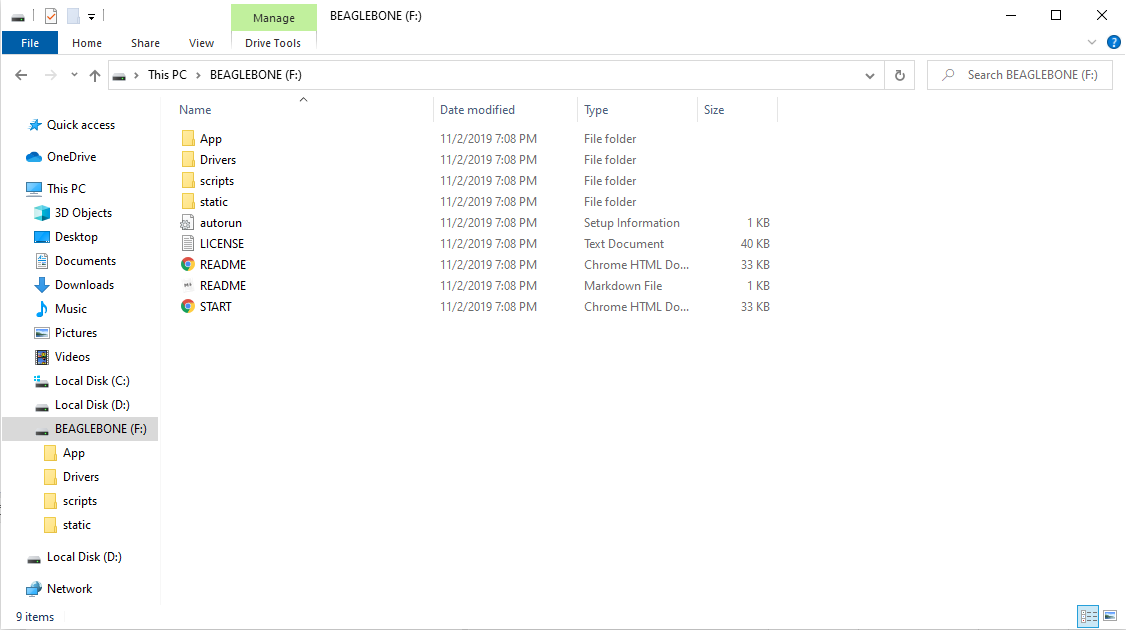 Manage
BEAGLEBONE (F:)
File
Home
Share
View
Drive Tools
This PC
BEAGLEBONE (F:)
Search BEAGLEBONE (F:)
Quick access
OneDrive
This PC
3D Objects
Desktop
Documents
Downloads
Music
Pictures
Videos
Local Disk (C:)
Local Disk (D:)
BEAGLEBONE (F:)
App
Drivers
scripts
static
Local Disk (D:)
Network
Name Date modified Type Size
App 11/2/2019 7:08 PM File folder
Drivers 11/2/2019 7:08 PM File folder
scripts 11/2/2019 7:08 PM File folder
static 11/2/2019 7:08 PM File folder
autorun 11/2/2019 7:08 PM Setup Information 1 KB
LICENSE 11/2/2019 7:08 PM Text Document 40 KB
README 11/2/2019 7:08 PM Chrome HTML Do... 33 KB
README 11/2/2019 7:08 PM Markdown File 1 KB
START 11/2/2019 7:08 PM Chrome HTML Do... 33 KB
9 items